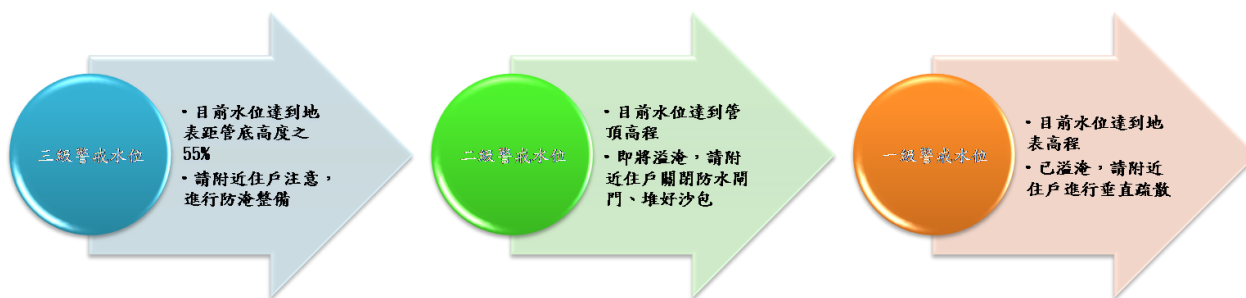 三級警戒水位
・目前水位達到地
表距管底高度之
55%
・請附近住戶注意，
進行防淹整備
二級警戒水位
・目前水位達到管
頂高程
・即將溢淹，請附
近住戶關閉防水閘
門、堆好沙包
一級警戒水位
・目前水位達到地
表高程
・已溢淹，請附近
住戶進行垂直疏散